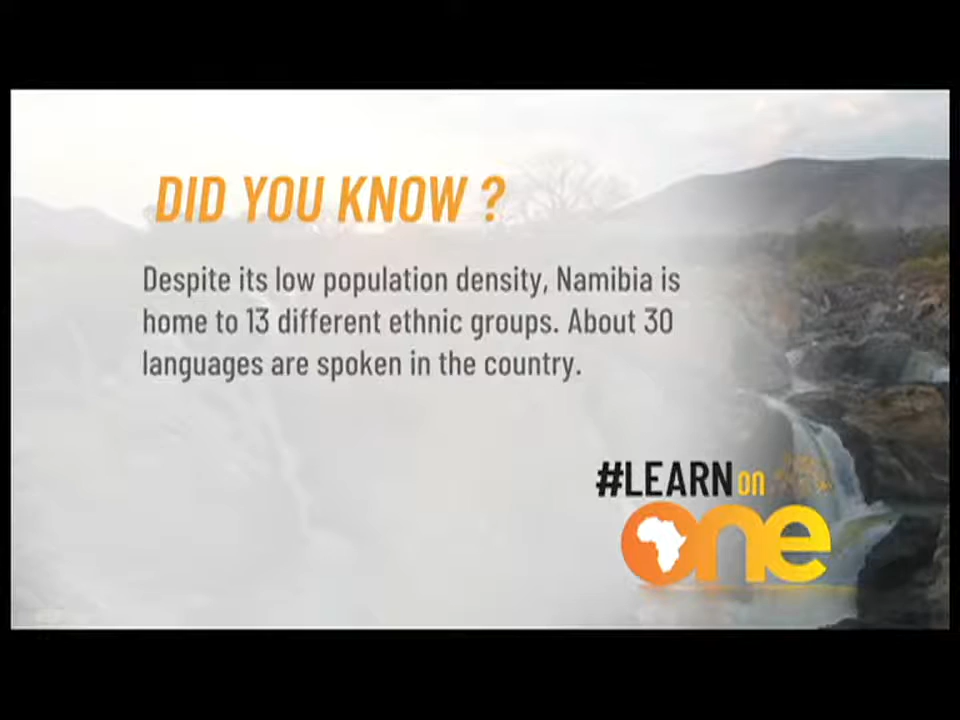 DID YOU KNOW ?
Despite its low population density, Namibia is
home to 13 different ethnic groups. About 30
languages are spoken in the country.
#LEARN on
one